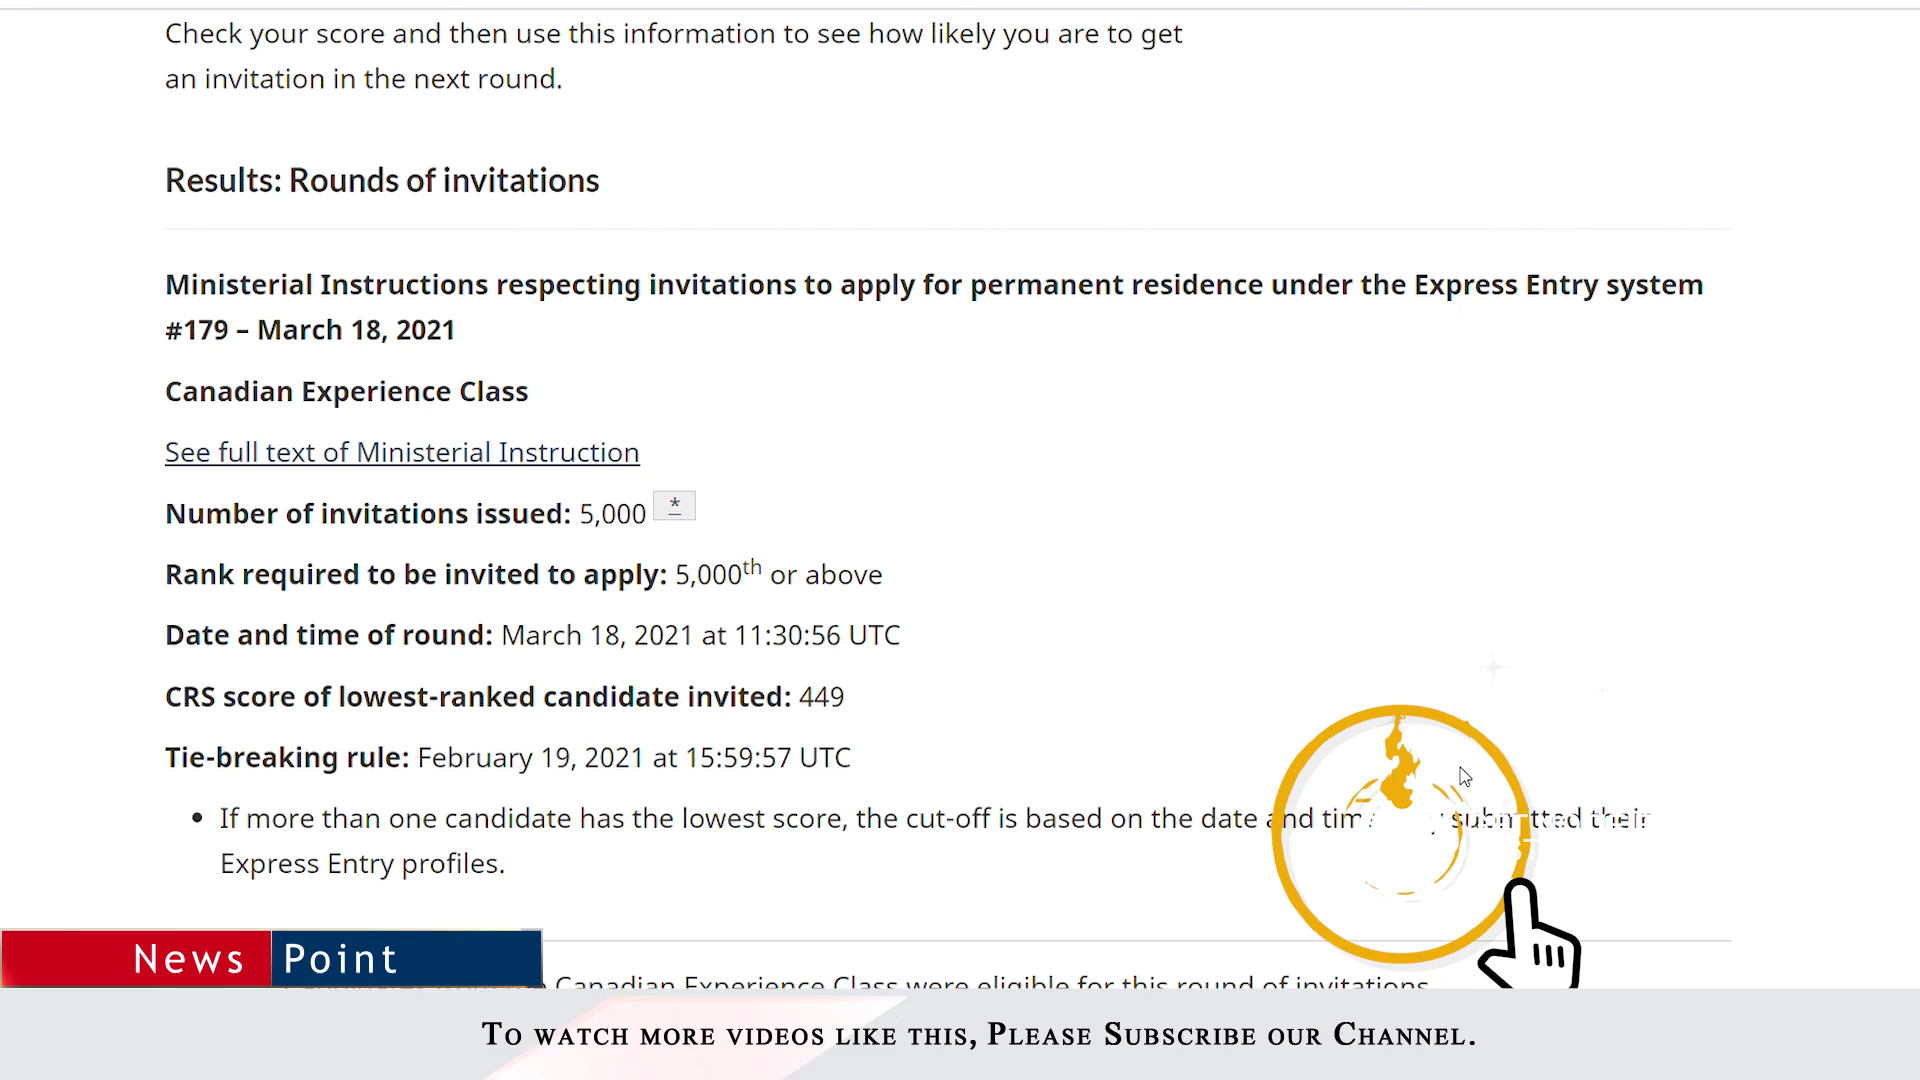 Check your score and then use this information to see how likely you are to get
an invitation in the next round.
Results: Rounds of invitations
Ministerial Instructions respecting invitations to apply for permanent residence under the Express Entry system
#179 – March 18, 2021
Canadian Experience Class
See full text of Ministerial Instruction
Number of invitations issued: 5,000 *
Rank required to be invited to apply: 5,000th or above
Date and time of round: March 18, 2021 at 11:30:56 UTC
CRS score of lowest-ranked candidate invited: 449
Tie-breaking rule: February 19, 2021 at 15:59:57 UTC
• If more than one candidate has the lowest score, the cut-off is based on the date and submitted their
Express Entry profiles.
News Point
Canadian Experience Class were eligible for this round of invitations
To watch more videos like this, Please Subscribe our Channel.